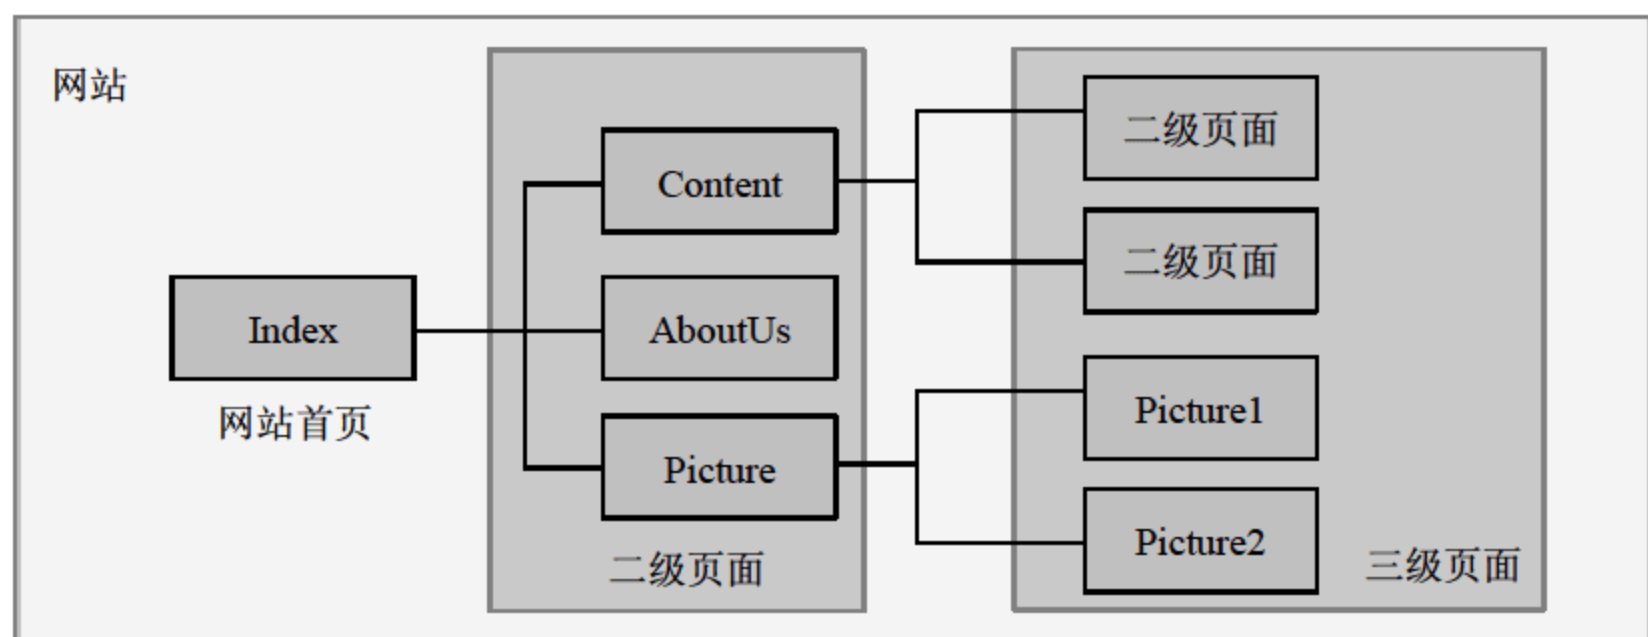 网站
Index
网站首页
Content
AboutUs
Picture
二级页面
二级页面
二级页面
Picture1
Picture2
三级页面